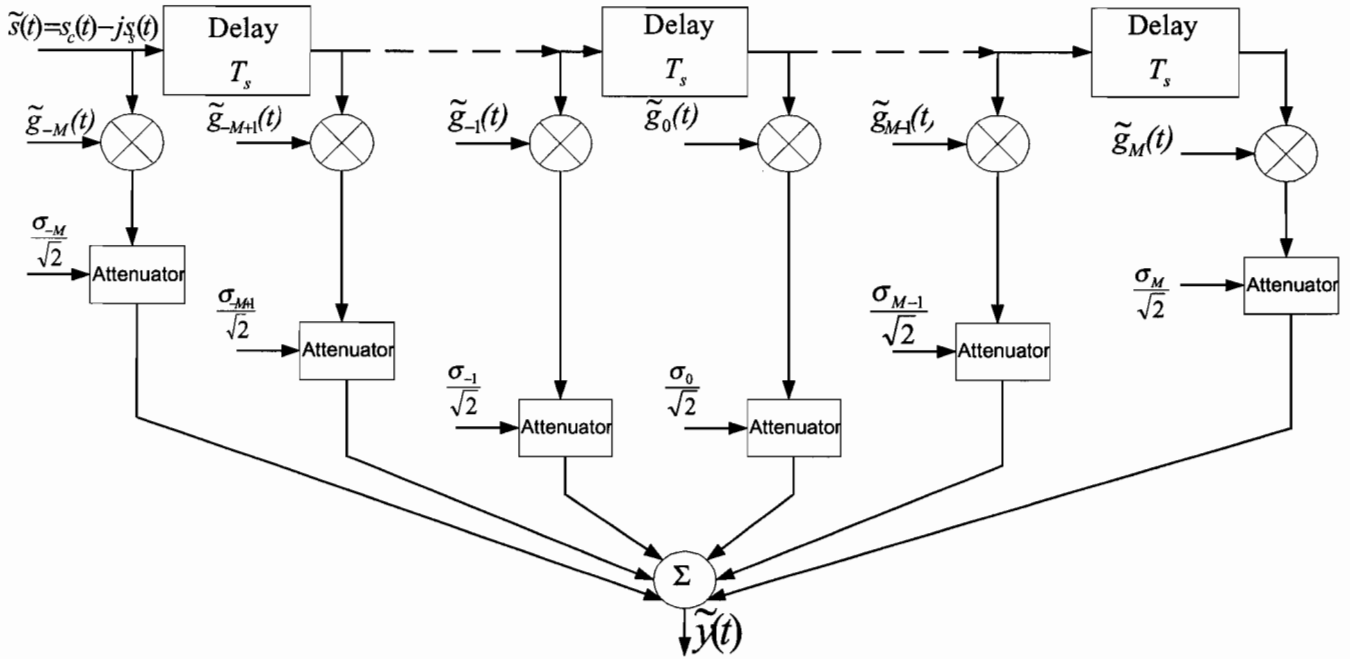 s̃(t)=s_c(t)-js_s(t)
Delay
T_s
Delay
T_s
Delay
T_s
g̃_{-M}(t)
g̃_{-M+1}(t)
g̃_{-1}(t)
g̃_0(t)
g̃_{M-1}(t,
g̃_M(t)
σ_{-M}/√2
Attenuator
σ_{-M+1}/√2
Attenuator
σ_{-1}/√2
Attenuator
σ_0/√2
Attenuator
σ_{M-1}/√2
Attenuator
σ_M/√2
Attenuator
Σ
ỹ(t)